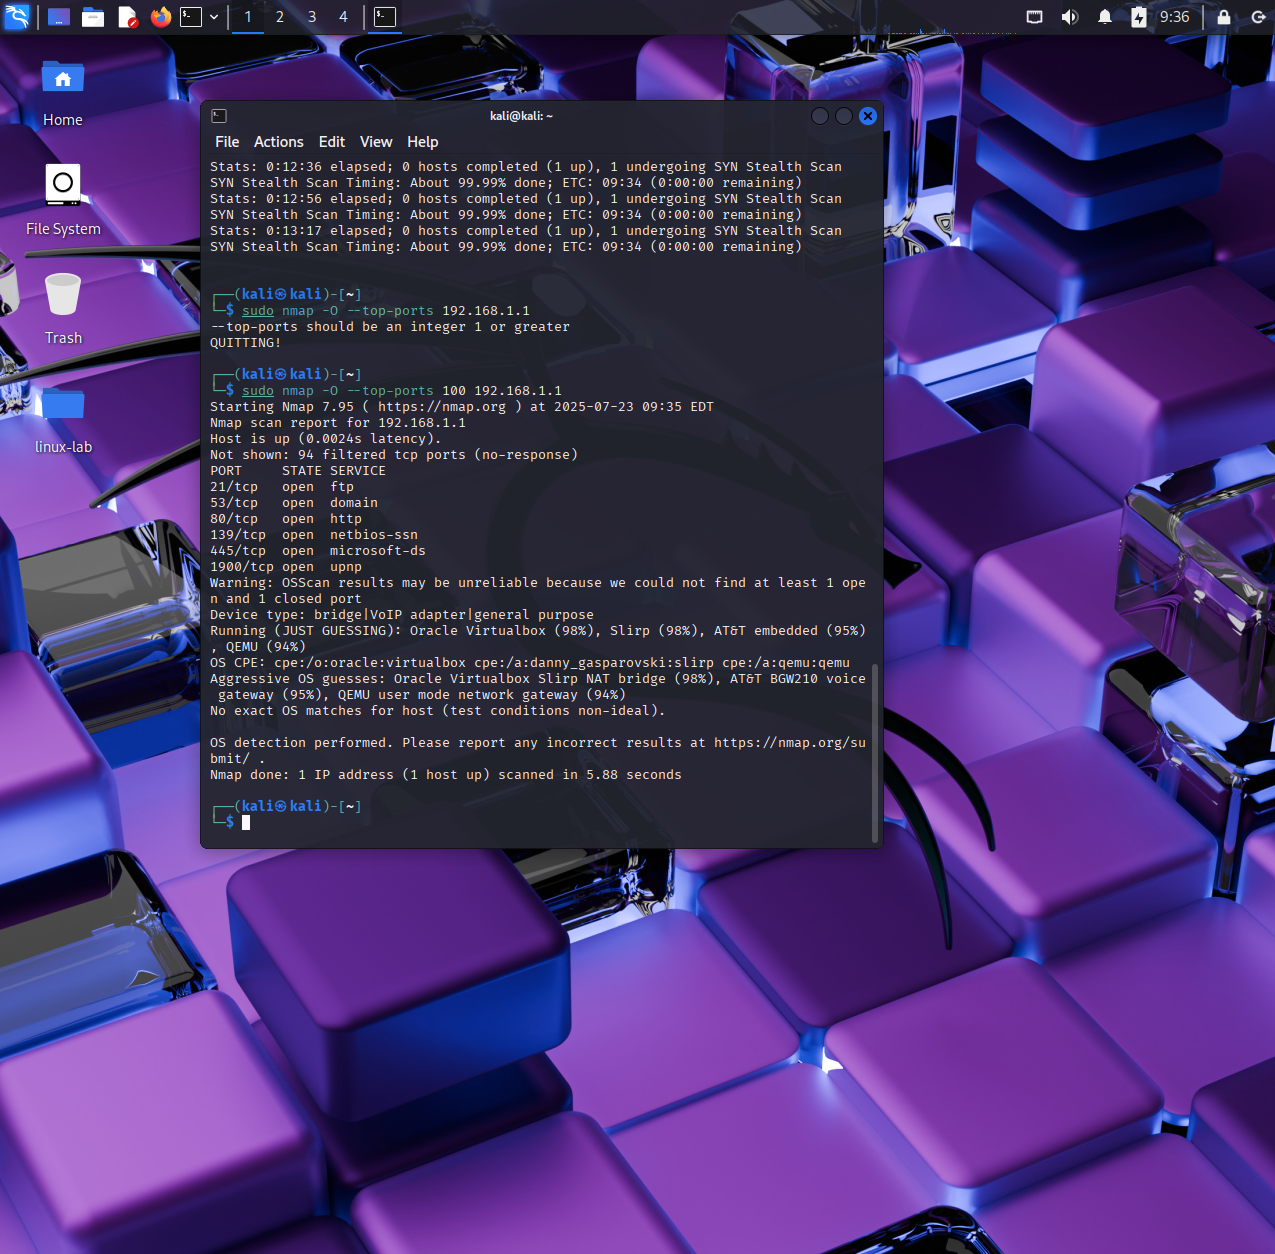 1 2 3 4
9:36
Home
File System
Trash
linux-lab
kali@kali: ~
File Actions Edit View Help
Stats: 0:12:36 elapsed; 0 hosts completed (1 up), 1 undergoing SYN Stealth Scan
SYN Stealth Scan Timing: About 99.99% done; ETC: 09:34 (0:00:00 remaining)
Stats: 0:12:56 elapsed; 0 hosts completed (1 up), 1 undergoing SYN Stealth Scan
SYN Stealth Scan Timing: About 99.99% done; ETC: 09:34 (0:00:00 remaining)
Stats: 0:13:17 elapsed; 0 hosts completed (1 up), 1 undergoing SYN Stealth Scan
SYN Stealth Scan Timing: About 99.99% done; ETC: 09:34 (0:00:00 remaining)
┌──(kali㉿kali)-[~]
└─$ sudo nmap -O --top-ports 192.168.1.1
--top-ports should be an integer 1 or greater
QUITTING!
┌──(kali㉿kali)-[~]
└─$ sudo nmap -O --top-ports 100 192.168.1.1
Starting Nmap 7.95 ( https://nmap.org ) at 2025-07-23 09:35 EDT
Nmap scan report for 192.168.1.1
Host is up (0.0024s latency).
Not shown: 94 filtered tcp ports (no-response)
PORT     STATE SERVICE
21/tcp   open  ftp
53/tcp   open  domain
80/tcp   open  http
139/tcp  open  netbios-ssn
445/tcp  open  microsoft-ds
1900/tcp open  upnp
Warning: OSScan results may be unreliable because we could not find at least 1 ope
n and 1 closed port
Device type: bridge|VoIP adapter|general purpose
Running (JUST GUESSING): Oracle Virtualbox (98%), Slirp (98%), AT&T embedded (95%)
, QEMU (94%)
OS CPE: cpe:/o:oracle:virtualbox cpe:/a:danny_gasparovski:slirp cpe:/a:qemu:qemu
Aggressive OS guesses: Oracle Virtualbox Slirp NAT bridge (98%), AT&T BGW210 voice
 gateway (95%), QEMU user mode network gateway (94%)
No exact OS matches for host (test conditions non-ideal).
OS detection performed. Please report any incorrect results at https://nmap.org/su
bmit/ .
Nmap done: 1 IP address (1 host up) scanned in 5.88 seconds
┌──(kali㉿kali)-[~]
└─$